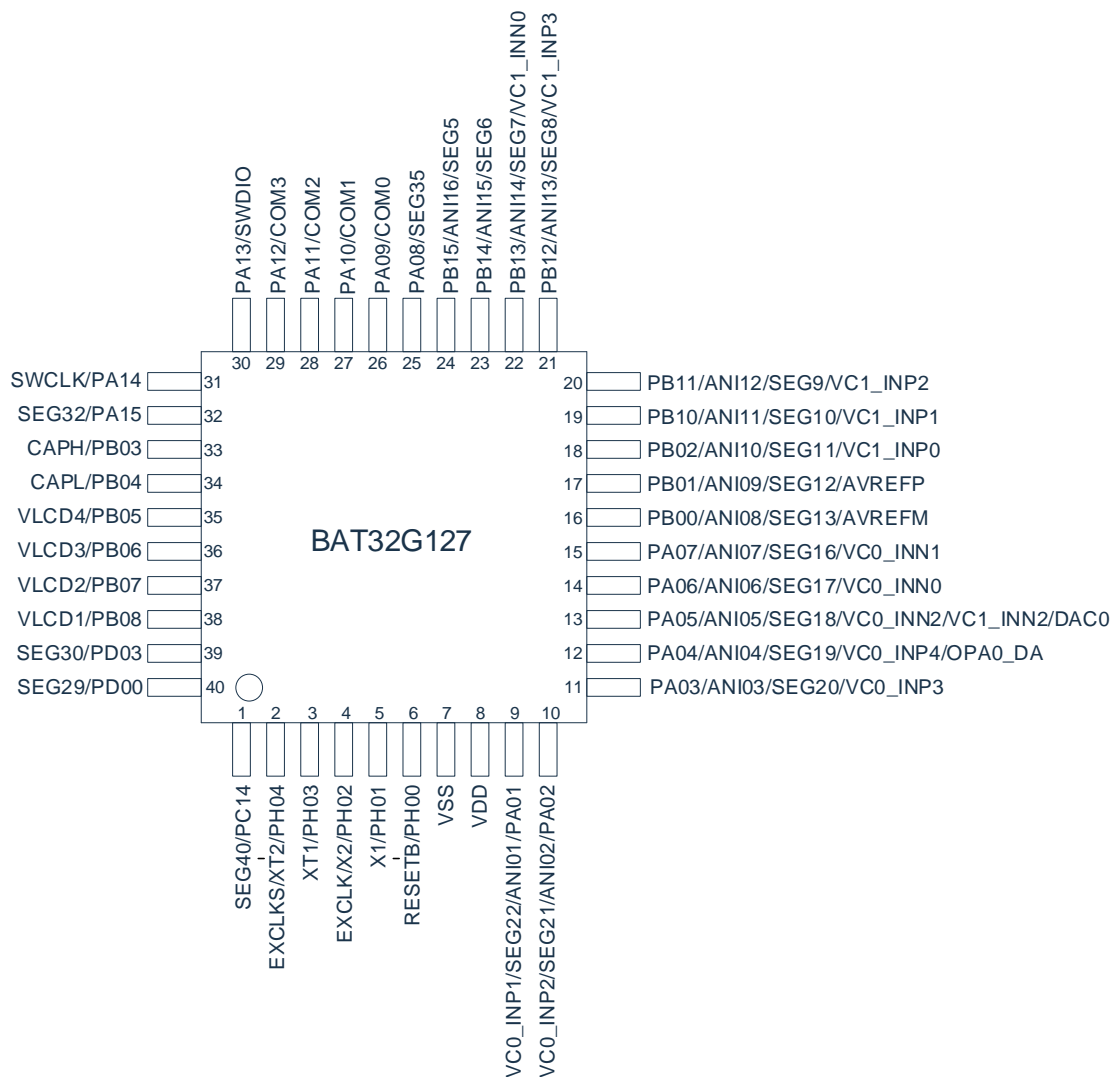 PA13/SWDIO
PA12/COM3
PA11/COM2
PA10/COM1
PA09/COM0
PA08/SEG35
PB15/ANI16/SEG5
PB14/ANI15/SEG6
PB13/ANI14/SEG7/VC1_INN0
PB12/ANI13/SEG8/VC1_INP3
30 29 28 27 26 25 24 23 22 21
SWCLK/PA14 31
SEG32/PA15 32
CAPH/PB03 33
CAPL/PB04 34
VLCD4/PB05 35
VLCD3/PB06 36
VLCD2/PB07 37
VLCD1/PB08 38
SEG30/PD03 39
SEG29/PD00 40
BAT32G127
20 PB11/ANI12/SEG9/VC1_INP2
19 PB10/ANI11/SEG10/VC1_INP1
18 PB02/ANI10/SEG11/VC1_INP0
17 PB01/ANI09/SEG12/AVREFP
16 PB00/ANI08/SEG13/AVREFM
15 PA07/ANI07/SEG16/VC0_INN1
14 PA06/ANI06/SEG17/VC0_INN0
13 PA05/ANI05/SEG18/VC0_INN2/VC1_INN2/DAC0
12 PA04/ANI04/SEG19/VC0_INP4/OPA0_DA
11 PA03/ANI03/SEG20/VC0_INP3
1 2 3 4 5 6 7 8 9 10
SEG40/PC14
EXCLKS/XT2/PH04
XT1/PH03
EXCLK/X2/PH02
X1/PH01
RESETB/PH00
VSS
VDD
VC0_INP1/SEG22/ANI01/PA01
VC0_INP2/SEG21/ANI02/PA02